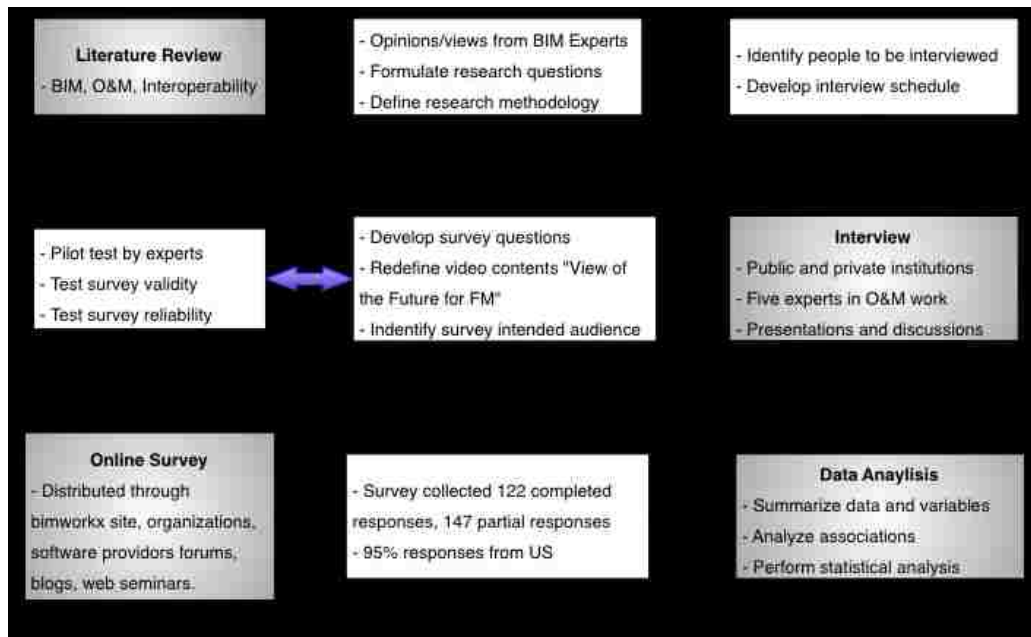 Literature Review
- BIM, O&M, Interoperability
- Opinions/views from BIM Experts
- Formulate research questions
- Define research methodology
- Identify people to be interviewed
- Develop interview schedule
- Pilot test by experts
- Test survey validity
- Test survey reliability
- Develop survey questions
- Redefine video contents "View of
the Future for FM"
- Indentify survey intended audience
Interview
- Public and private institutions
- Five experts in O&M work
- Presentations and discussions
Online Survey
- Distributed through
bimworkx site, organizations,
software providors forums,
blogs, web seminars.
- Survey collected 122 completed
responses, 147 partial responses
- 95% responses from US
Data Anaylisis
- Summarize data and variables
- Analyze associations
- Perform statistical analysis